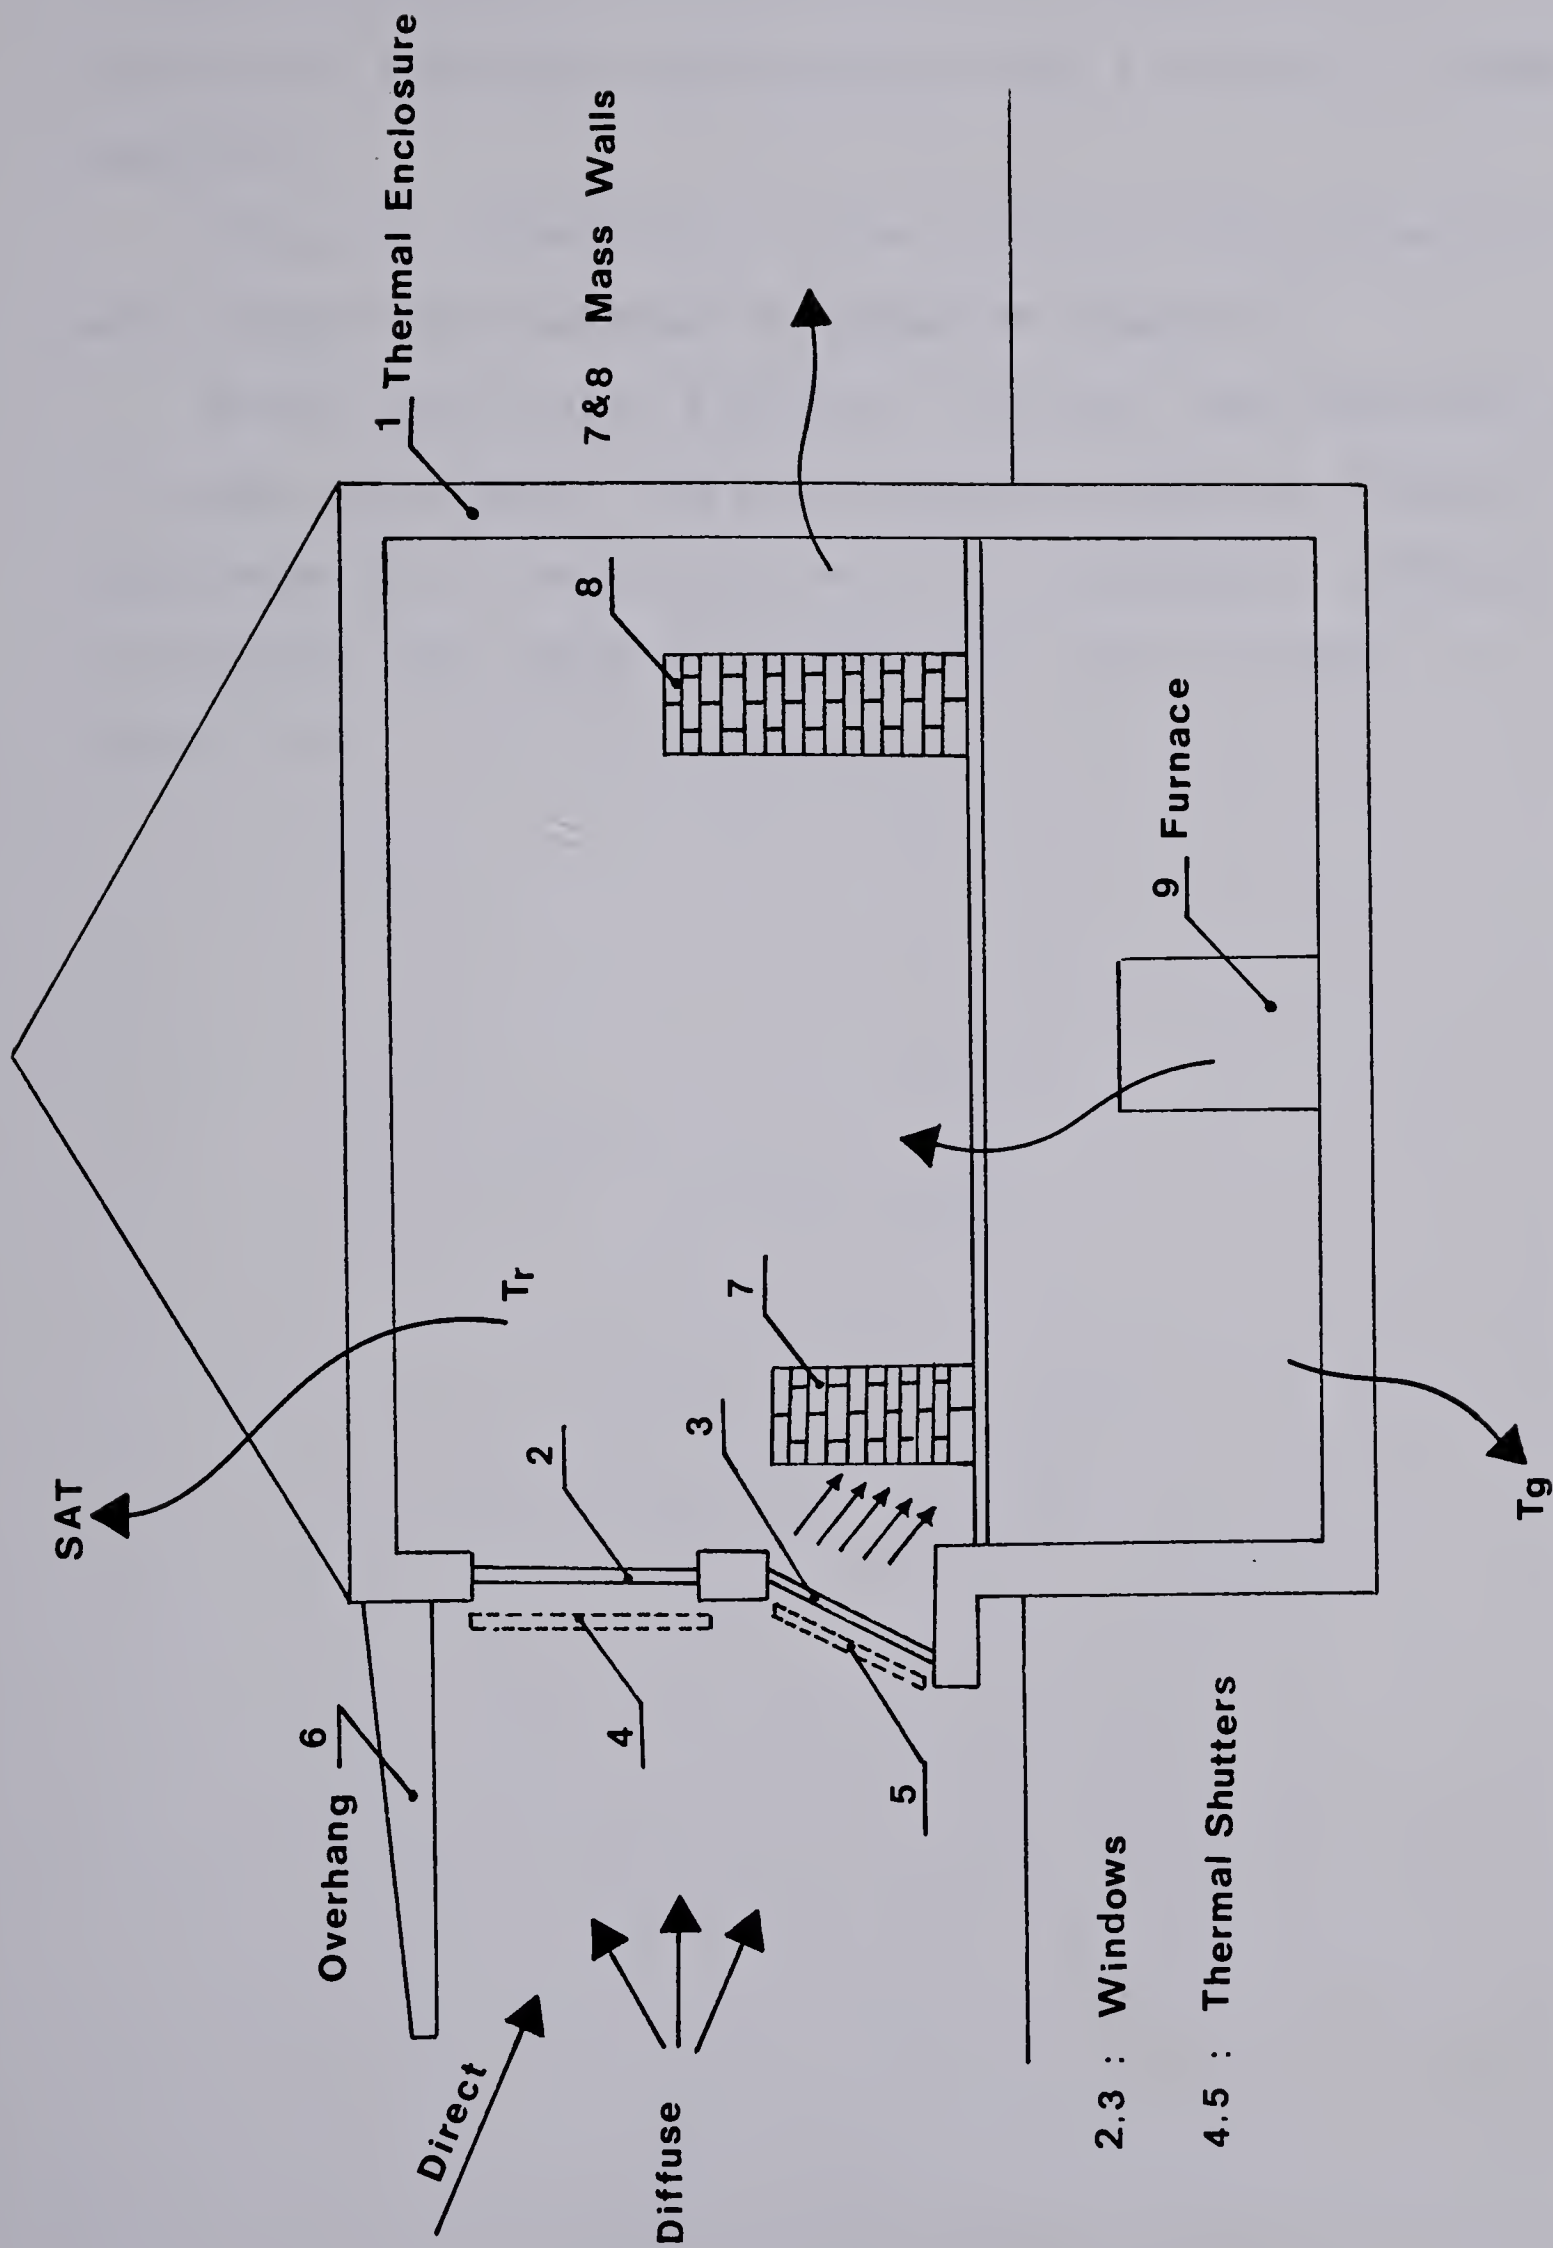 SAT
1 Thermal Enclosure
Overhang 6
Tr
2
8
7&8 Mass Walls
Direct
4
3
7
Diffuse
5
9 Furnace
2.3 : Windows
4.5 : Thermal Shutters
Tg